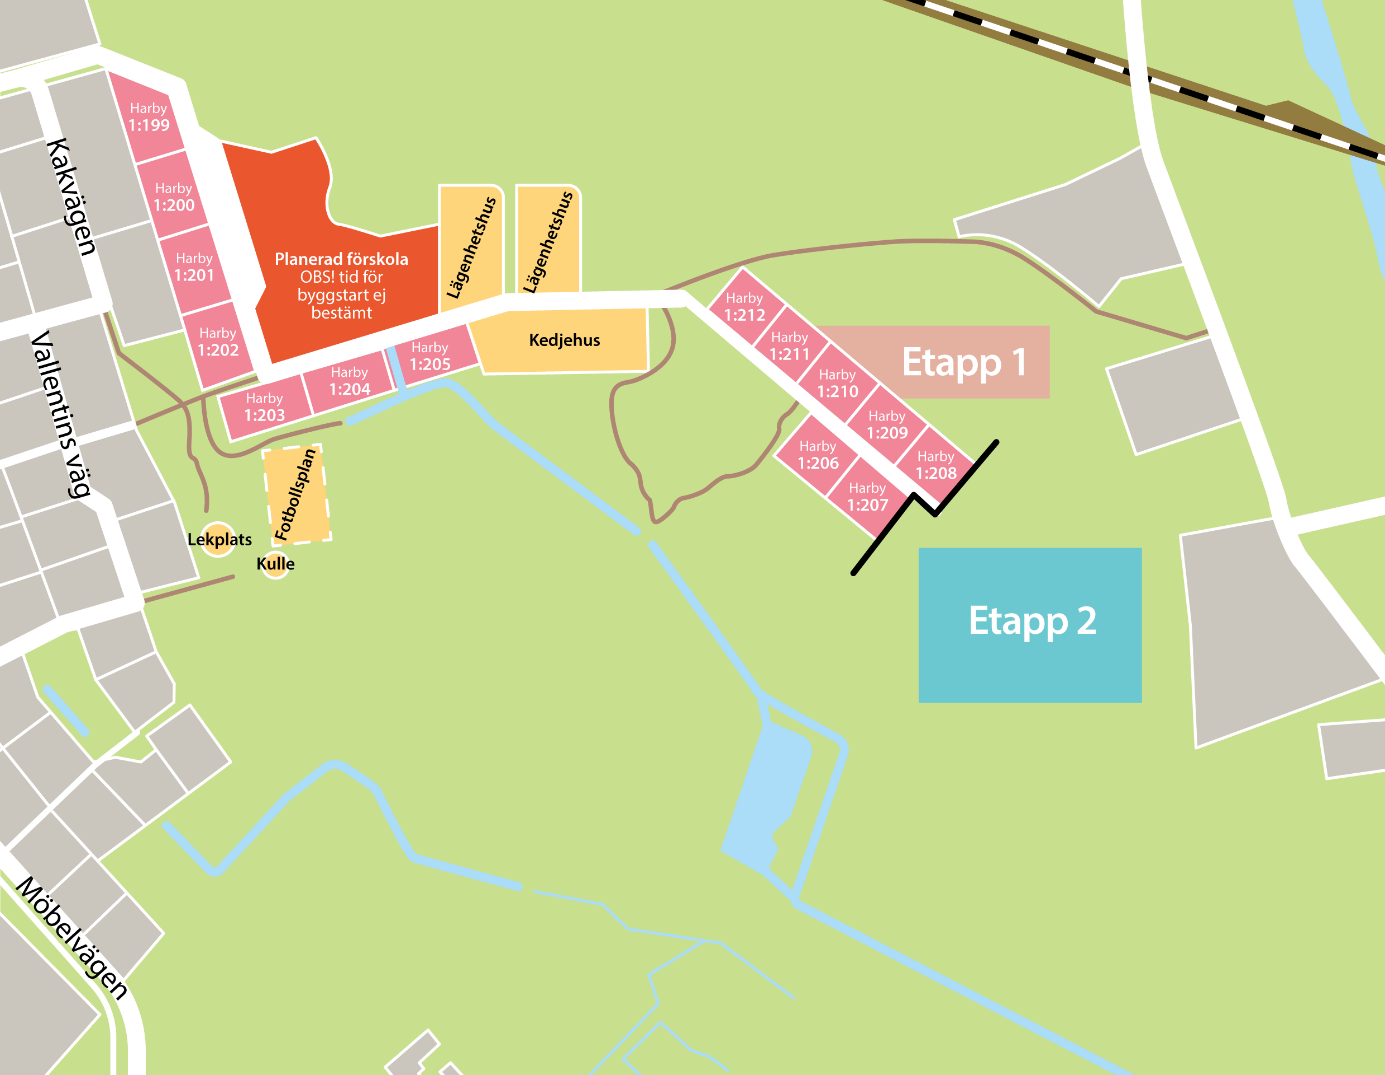 Harby
1:199
Harby
1:200
Harby
1:201
Harby
1:202
Harby
1:203
Harby
1:204
Harby
1:205
Planerad förskola
OBS! tid för
byggstart ej
bestämt
Lägenhetshus
Lägenhetshus
Kedjehus
Harby
1:212
Harby
1:211
Harby
1:210
Harby
1:209
Harby
1:208
Harby
1:206
Harby
1:207
Etapp 1
Etapp 2
Kakvägen
Vallentins väg
Fotbollsplan
Lekplats
Kulle
Möbelvägen